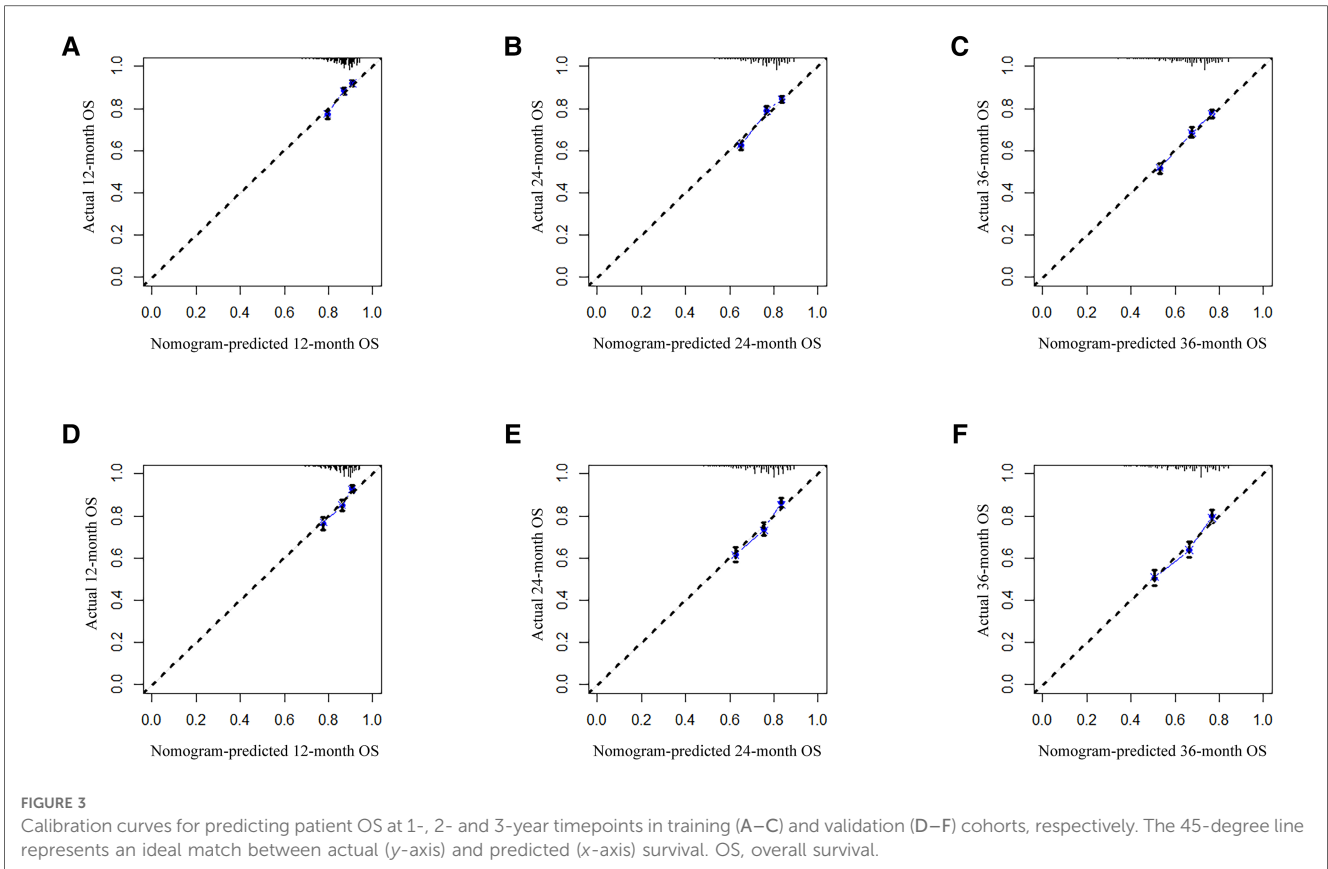 A
B
C
Actual 12-month OS
0.0 0.2 0.4 0.6 0.8 1.0
0.0 0.2 0.4 0.6 0.8 1.0
Nomogram-predicted 12-month OS
Actual 24-month OS
0.0 0.2 0.4 0.6 0.8 1.0
0.0 0.2 0.4 0.6 0.8 1.0
Nomogram-predicted 24-month OS
Actual 36-month OS
0.0 0.2 0.4 0.6 0.8 1.0
0.0 0.2 0.4 0.6 0.8 1.0
Nomogram-predicted 36-month OS
D
E
F
Actual 12-month OS
0.0 0.2 0.4 0.6 0.8 1.0
0.0 0.2 0.4 0.6 0.8 1.0
Nomogram-predicted 12-month OS
Actual 24-month OS
0.0 0.2 0.4 0.6 0.8 1.0
0.0 0.2 0.4 0.6 0.8 1.0
Nomogram-predicted 24-month OS
Actual 36-month OS
0.0 0.2 0.4 0.6 0.8 1.0
0.0 0.2 0.4 0.6 0.8 1.0
Nomogram-predicted 36-month OS
FIGURE 3
Calibration curves for predicting patient OS at 1-, 2- and 3-year timepoints in training (A–C) and validation (D–F) cohorts, respectively. The 45-degree line
represents an ideal match between actual (y-axis) and predicted (x-axis) survival. OS, overall survival.